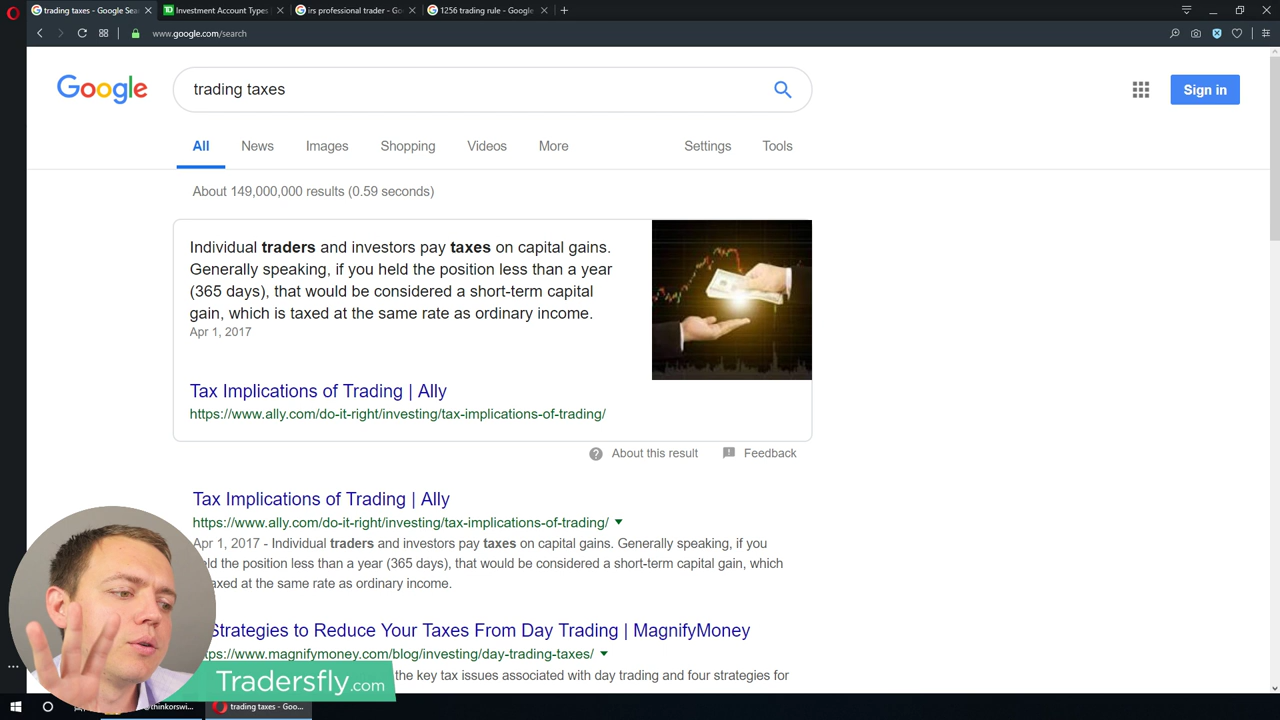 trading taxes - Google Sea
Investment Account Types
irs professional trader - Go
1256 trading rule - Google
www.google.com/search
Google
trading taxes
Sign in
All
News
Images
Shopping
Videos
More
Settings
Tools
About 149,000,000 results (0.59 seconds)
Individual traders and investors pay taxes on capital gains.
Generally speaking, if you held the position less than a year
(365 days), that would be considered a short-term capital
gain, which is taxed at the same rate as ordinary income.
Apr 1, 2017
Tax Implications of Trading | Ally
https://www.ally.com/do-it-right/investing/tax-implications-of-trading/
About this result
Feedback
Tax Implications of Trading | Ally
https://www.ally.com/do-it-right/investing/tax-implications-of-trading/
Apr 1, 2017 - Individual traders and investors pay taxes on capital gains. Generally speaking, if you
held the position less than a year (365 days), that would be considered a short-term capital gain, which
taxed at the same rate as ordinary income.
Strategies to Reduce Your Taxes From Day Trading | MagnifyMoney
https://www.magnifymoney.com/blog/investing/day-trading-taxes/
the key tax issues associated with day trading and four strategies for
Tradersfly.com
thinkorswi
trading taxes - Goo...